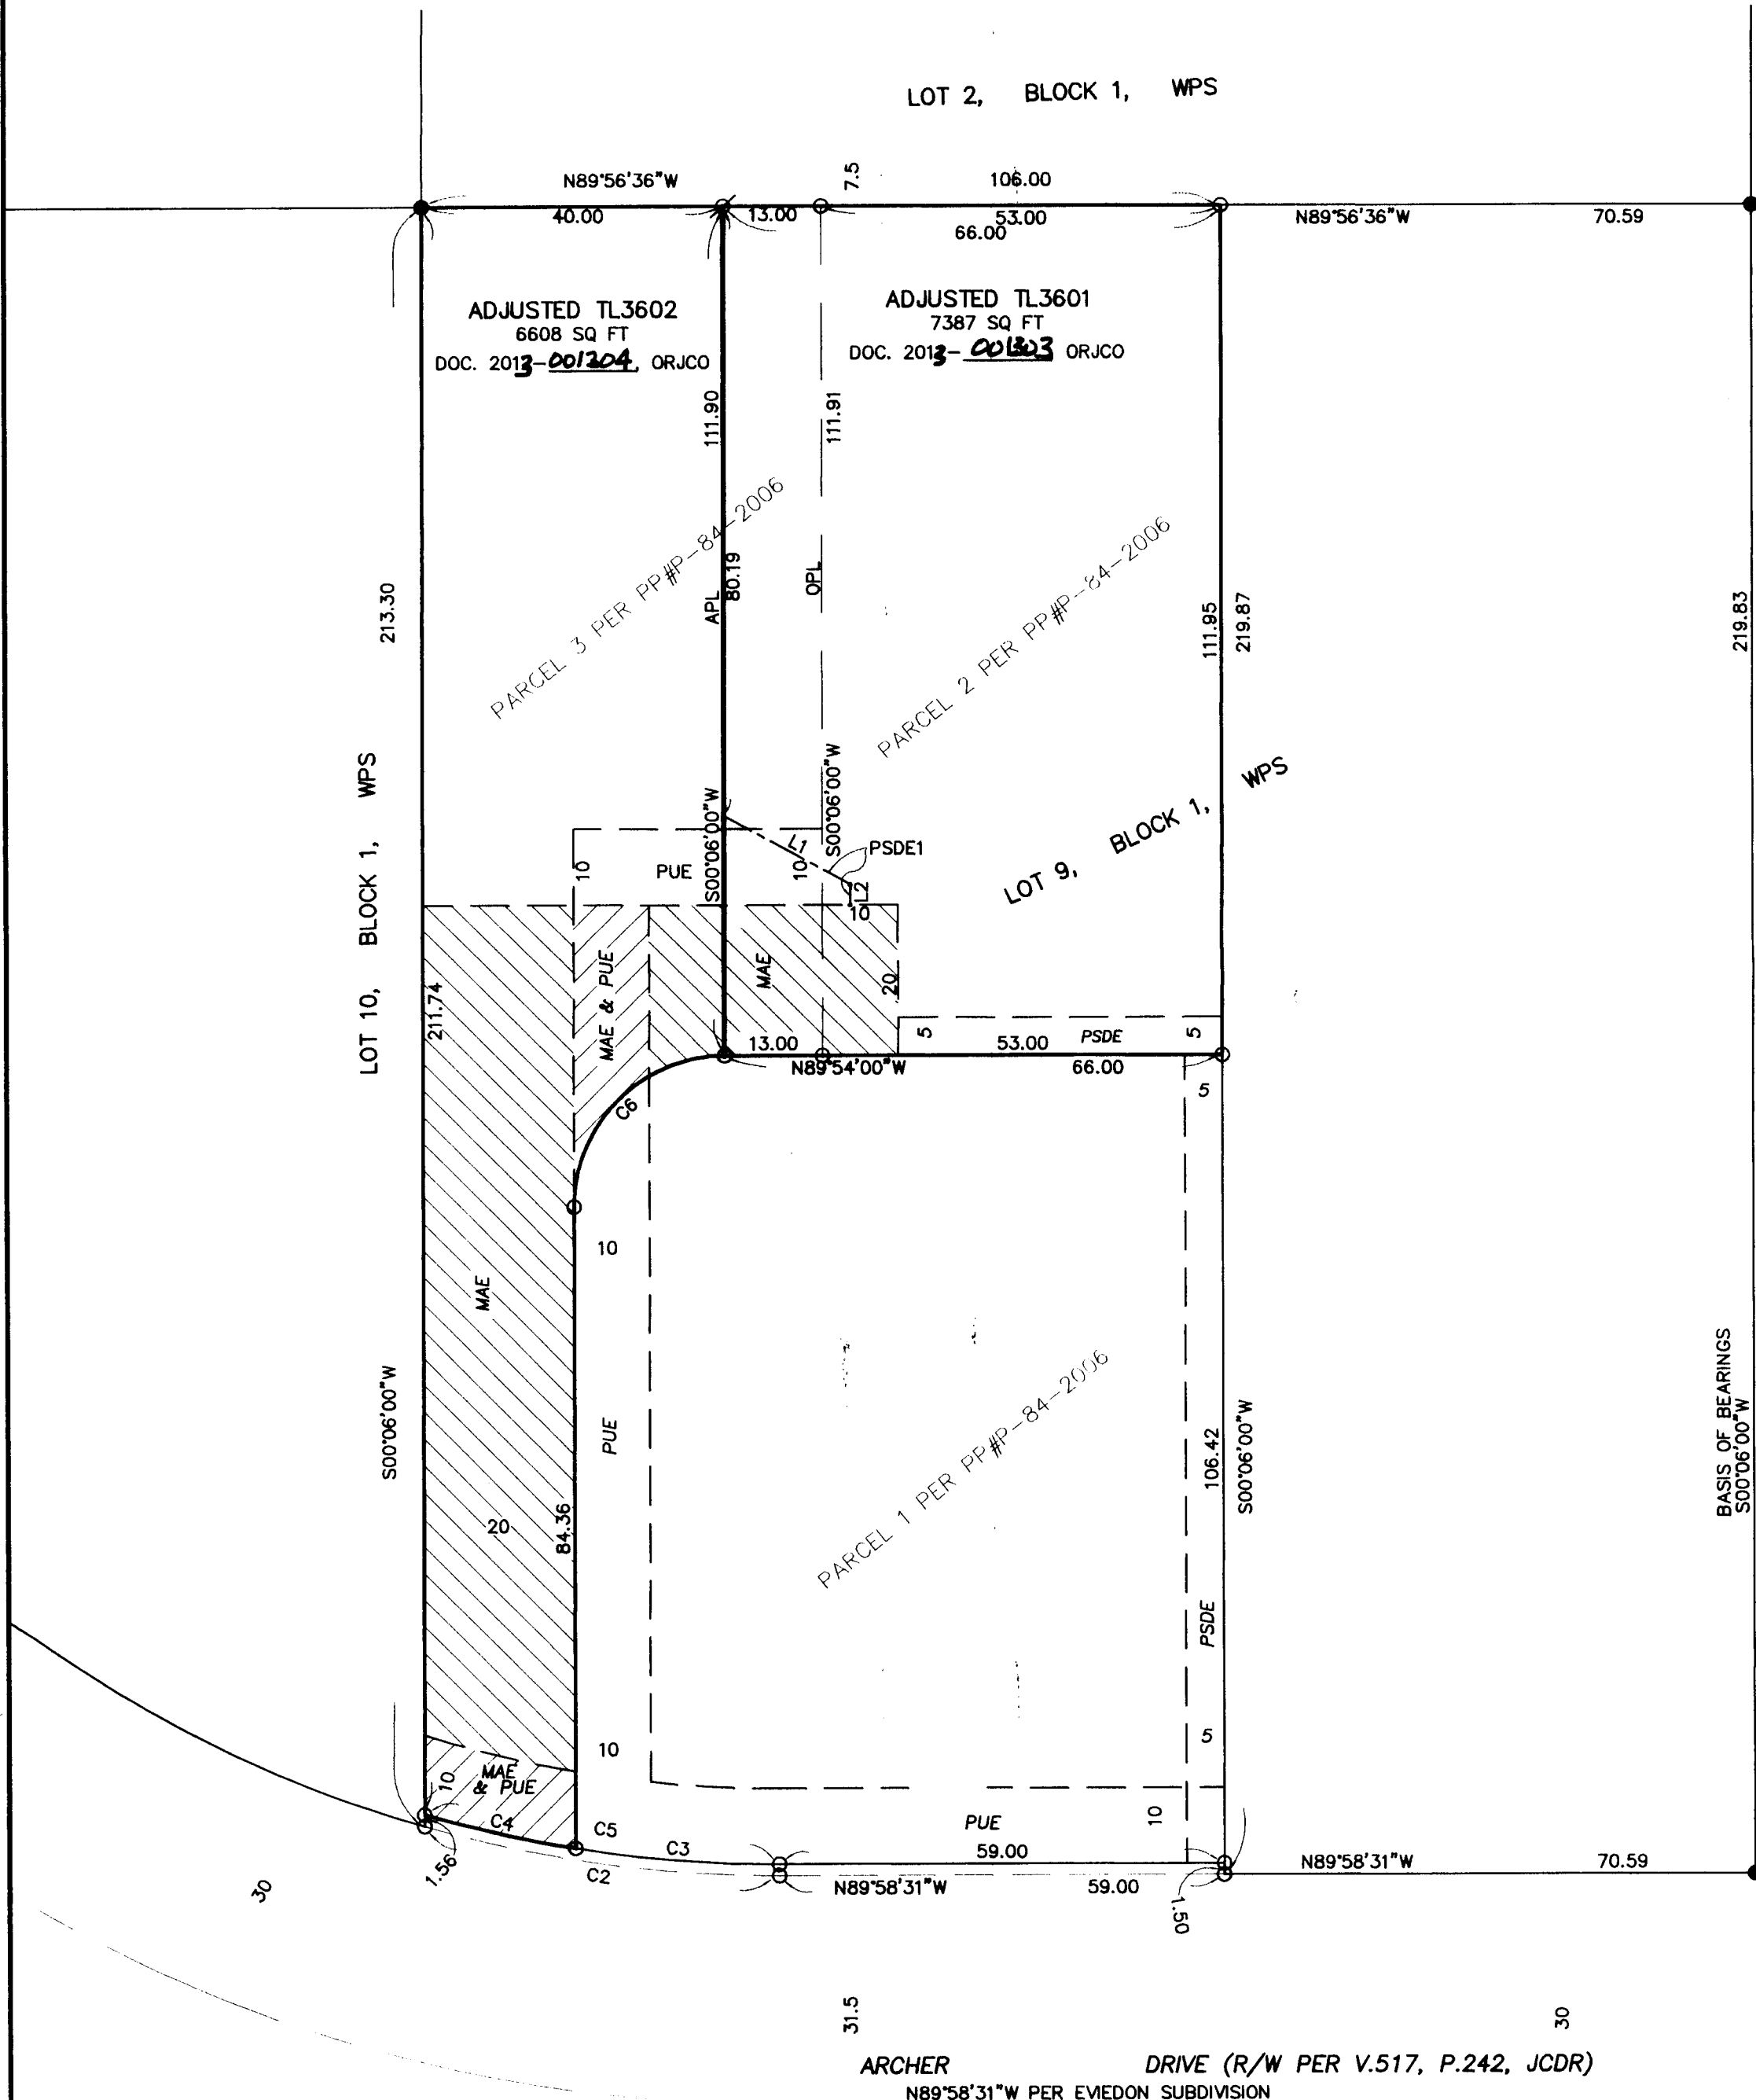 LOT 2, BLOCK 1, WPS
N89°56'36"W
7.5
106.00
40.00
13.00
53.00
66.00
N89°56'36"W
70.59
ADJUSTED TL3602
6608 SQ FT
DOC. 2013-001204, ORJCO
ADJUSTED TL3601
7387 SQ FT
DOC. 2013- ORJCO
111.90
111.91
PARCEL 3 PER PP#P-84-2006
PARCEL 2 PER PP#P-84-2006
APL
80.19
OPL
213.30
111.95
219.87
219.83
LOT 10, BLOCK 1, WPS
S00°06'00"W
S00°06'00"W
LOT 9, BLOCK 1, WPS
L1
PSDE1
10
PUE
10
L2
10
MAE & PUE
MAE
20
211.74
5
PSDE
5
13.00
53.00
N89°54'00"W
66.00
5
C6
10
MAE
PUE
S00°06'00"W
PARCEL 1 PER PP#P-84-2006
106.42
S00°06'00"W
BASIS OF BEARINGS
S00°06'00"W
20
84.36
PSDE
10
5
MAE
& PUE
10
C4
C5
C3
PUE
10
59.00
1.56
C2
N89°58'31"W
59.00
N89°58'31"W
70.59
1.50
30
31.5
30
ARCHER DRIVE (R/W PER V.517, P.242, JCDR)
N89°58'31"W PER EVIEDON SUBDIVISION